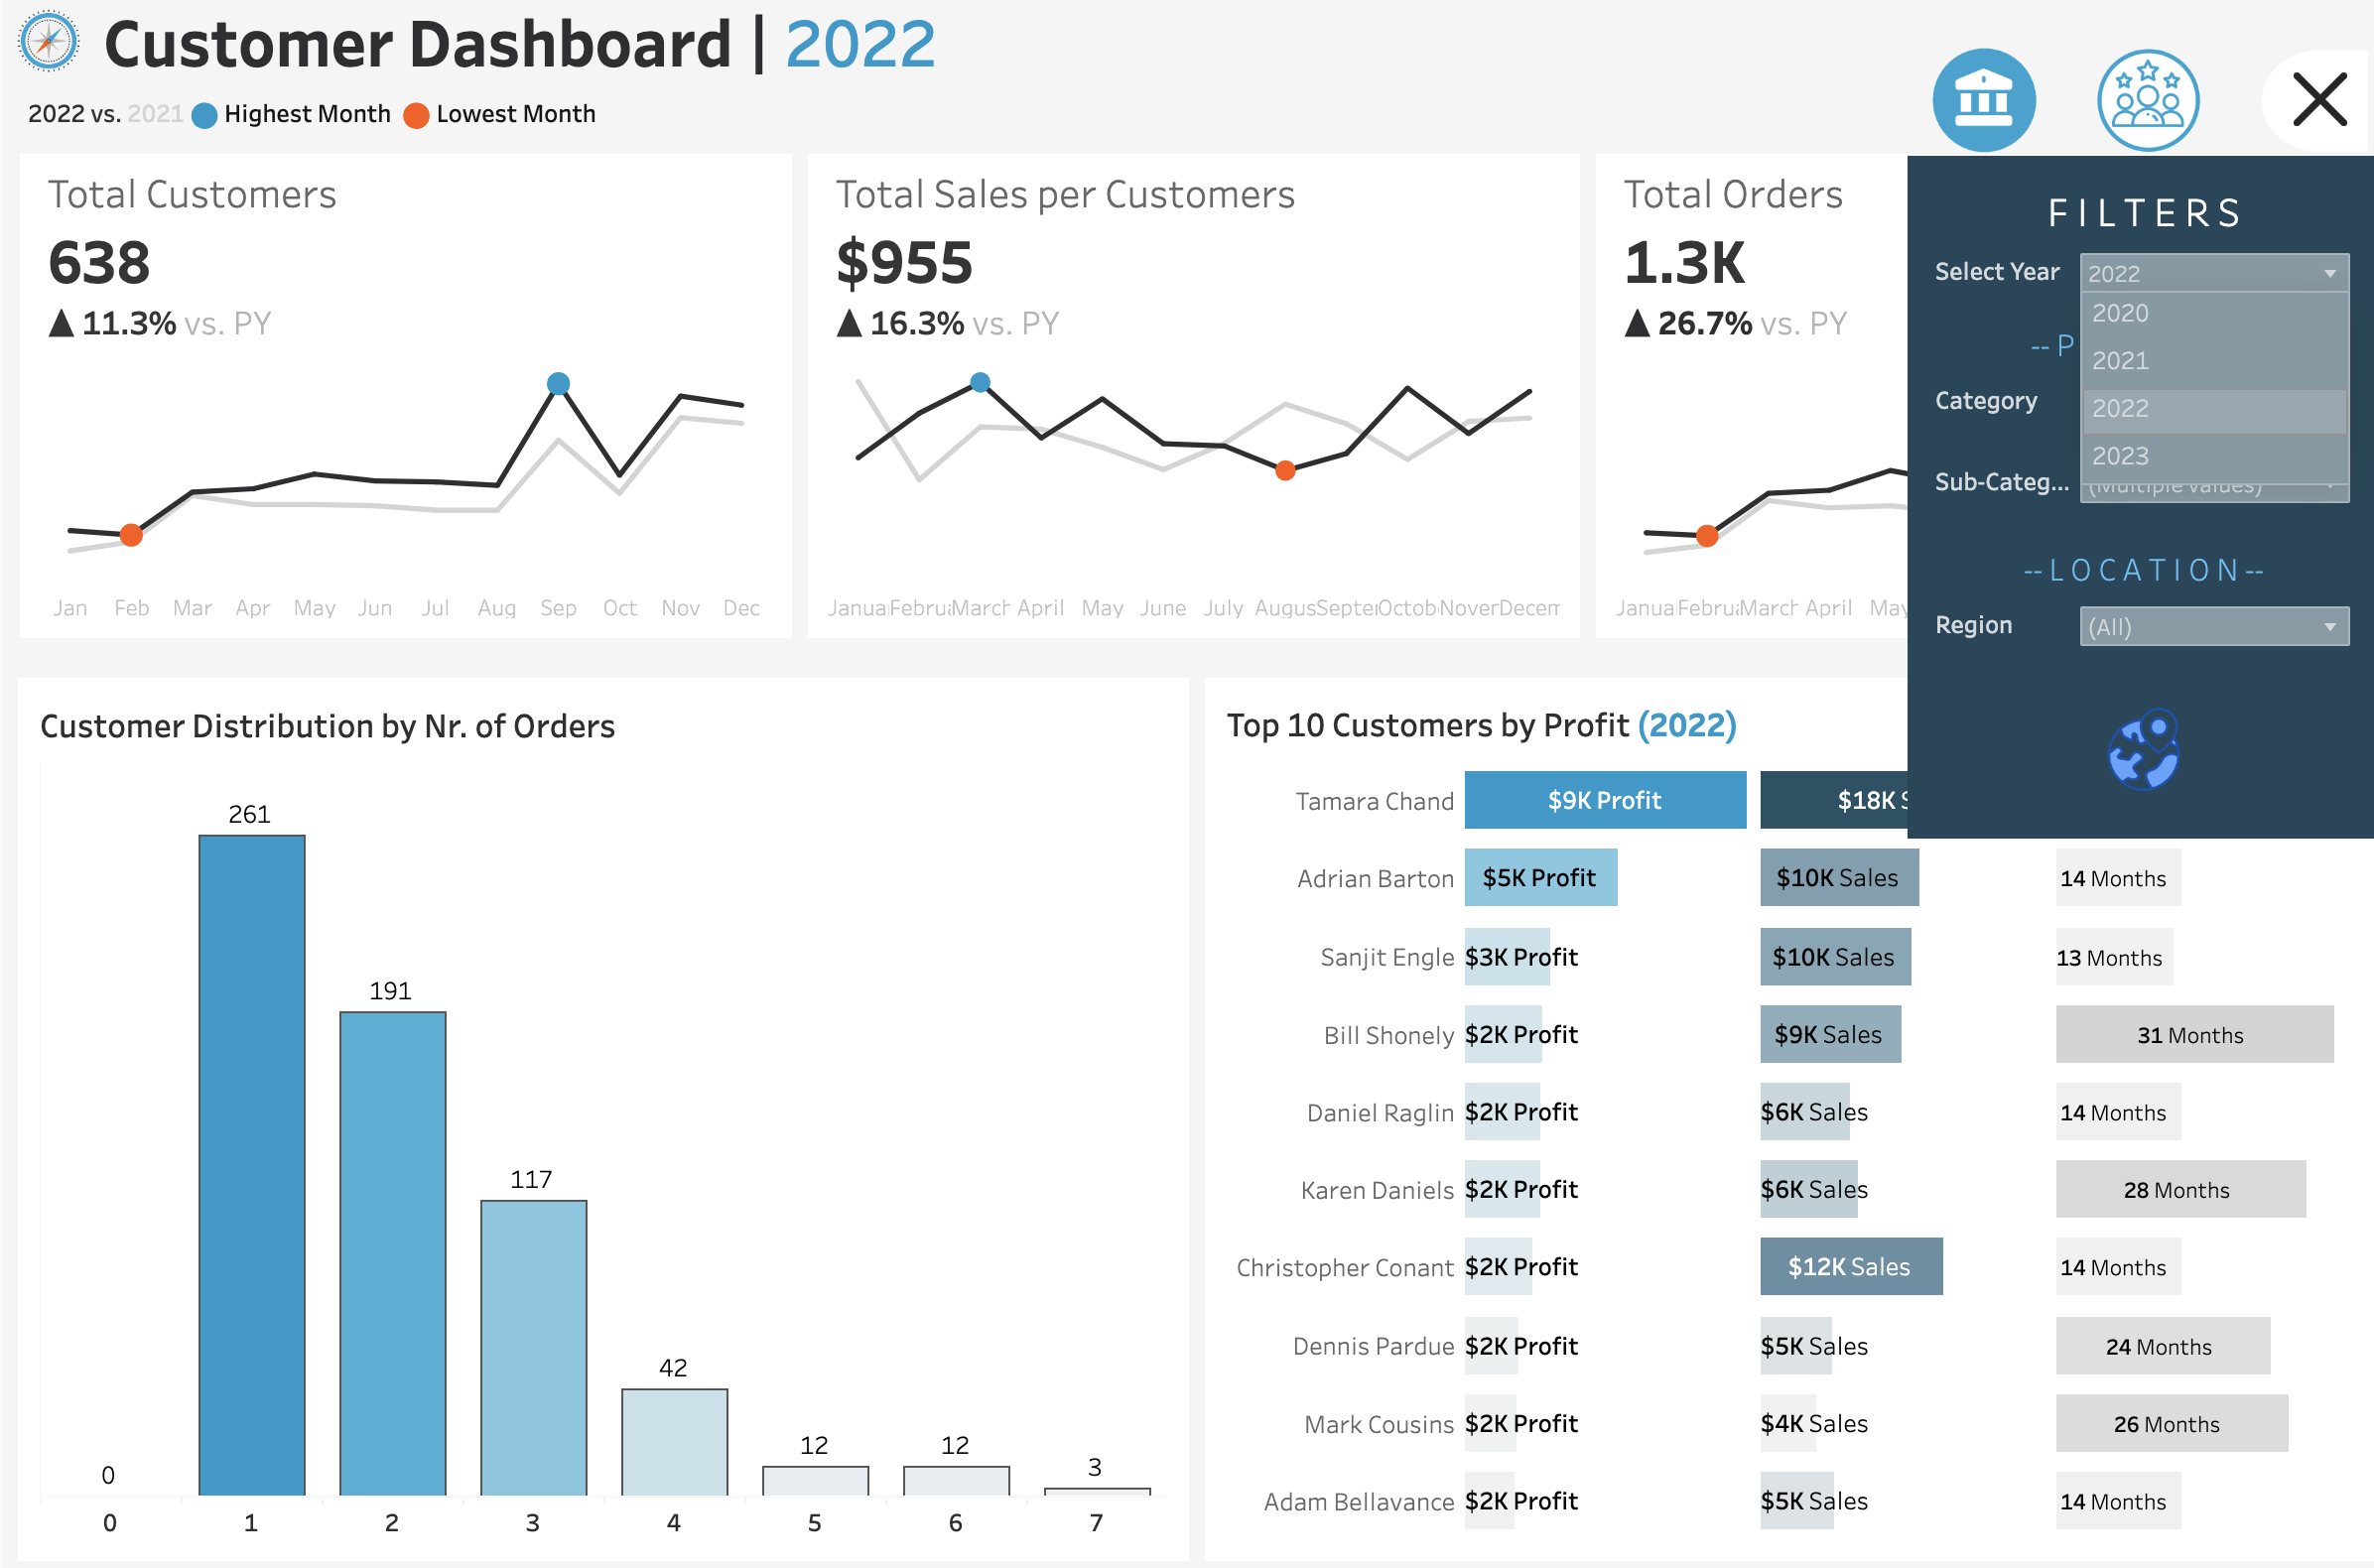 Customer Dashboard | 2022
2022 vs. 2021 Highest Month Lowest Month
Total Customers
638
▲ 11.3% vs. PY
Jan Feb Mar Apr May Jun Jul Aug Sep Oct Nov Dec
Total Sales per Customers
$955
▲ 16.3% vs. PY
Janua Februa March April May June July Augus Septer Octob Nover Decem
Total Orders
1.3K
▲ 26.7% vs. PY
Janua Februa March April May
FILTERS
Select Year 2022
2020
2021
2022
2023
-- P
Category
Sub-Categ... (Multiple values)
--LOCATION--
Region (All)
Customer Distribution by Nr. of Orders
0 261 191 117 42 12 12 3
0 1 2 3 4 5 6 7
Top 10 Customers by Profit (2022)
Tamara Chand $9K Profit $18K S
Adrian Barton $5K Profit $10K Sales 14 Months
Sanjit Engle $3K Profit $10K Sales 13 Months
Bill Shonely $2K Profit $9K Sales 31 Months
Daniel Raglin $2K Profit $6K Sales 14 Months
Karen Daniels $2K Profit $6K Sales 28 Months
Christopher Conant $2K Profit $12K Sales 14 Months
Dennis Pardue $2K Profit $5K Sales 24 Months
Mark Cousins $2K Profit $4K Sales 26 Months
Adam Bellavance $2K Profit $5K Sales 14 Months